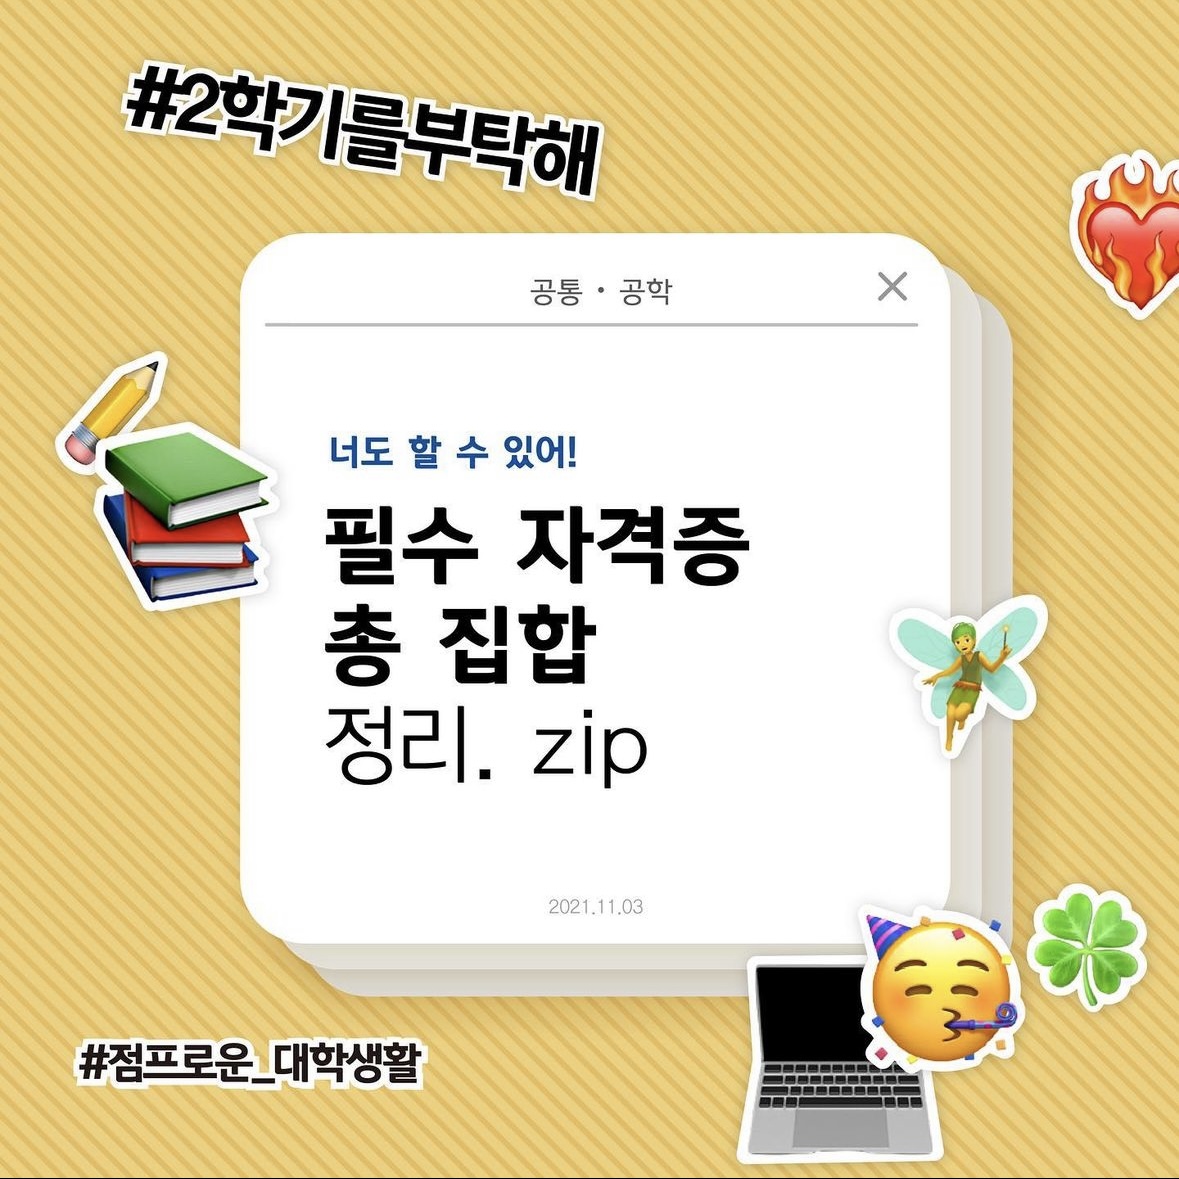 #2학기를부탁해
공통 • 공학
너도 할 수 있어!
필수 자격증
총 집합
정리. zip
2021.11.03
#점프로운_대학생활